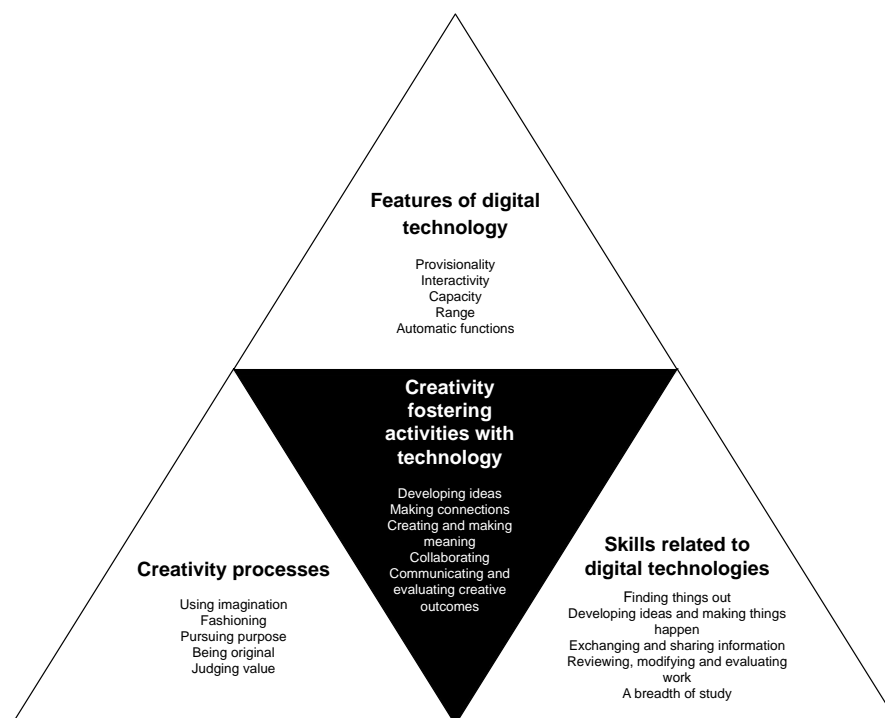 Features of digital
technology
Provisionality
Interactivity
Capacity
Range
Automatic functions
Creativity
fostering
activities with
technology
Developing ideas
Making connections
Creating and making
meaning
Collaborating
Communicating and
evaluating creative
outcomes
Creativity processes
Using imagination
Fashioning
Pursuing purpose
Being original
Judging value
Skills related to
digital technologies
Finding things out
Developing ideas and making things
happen
Exchanging and sharing information
Reviewing, modifying and evaluating
work
A breadth of study